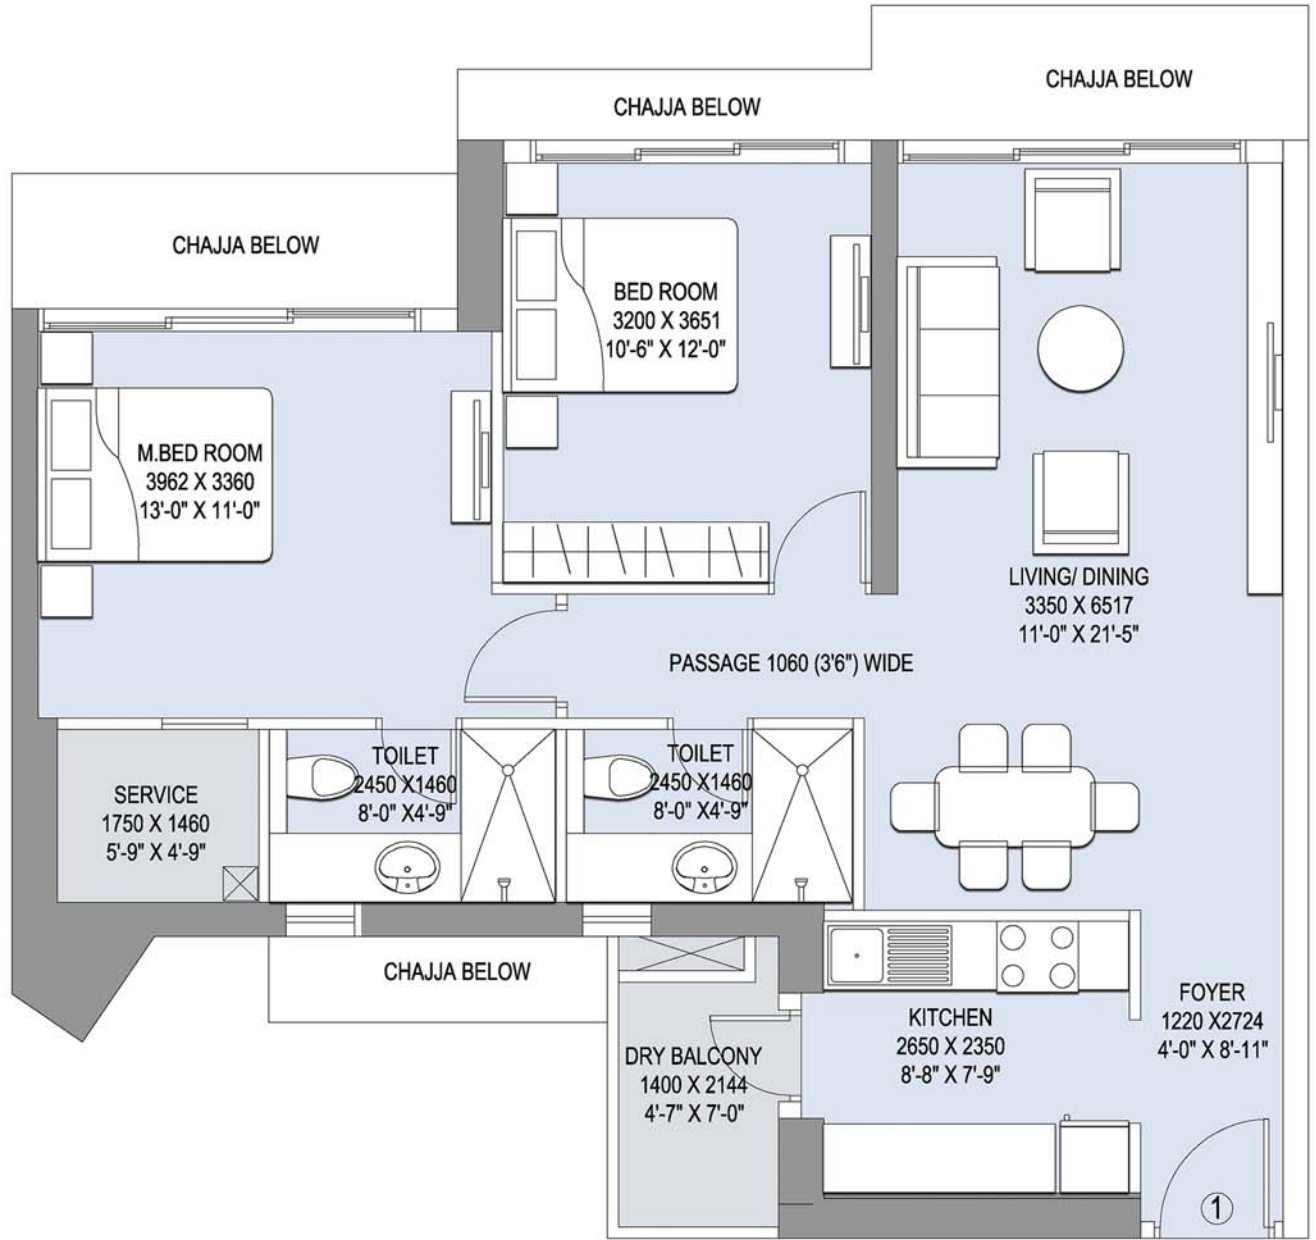 CHAJJA BELOW
CHAJJA BELOW
CHAJJA BELOW
BED ROOM
3200 X 3651
10'-6" X 12'-0"
M.BED ROOM
3962 X 3360
13'-0" X 11'-0"
LIVING/ DINING
3350 X 6517
11'-0" X 21'-5"
PASSAGE 1060 (3'6") WIDE
TOILET
2450 X1460
8'-0" X4'-9"
TOILET
2450 X1460
8'-0" X4'-9"
SERVICE
1750 X 1460
5'-9" X 4'-9"
CHAJJA BELOW
DRY BALCONY
1400 X 2144
4'-7" X 7'-0"
KITCHEN
2650 X 2350
8'-8" X 7'-9"
FOYER
1220 X2724
4'-0" X 8'-11"
1